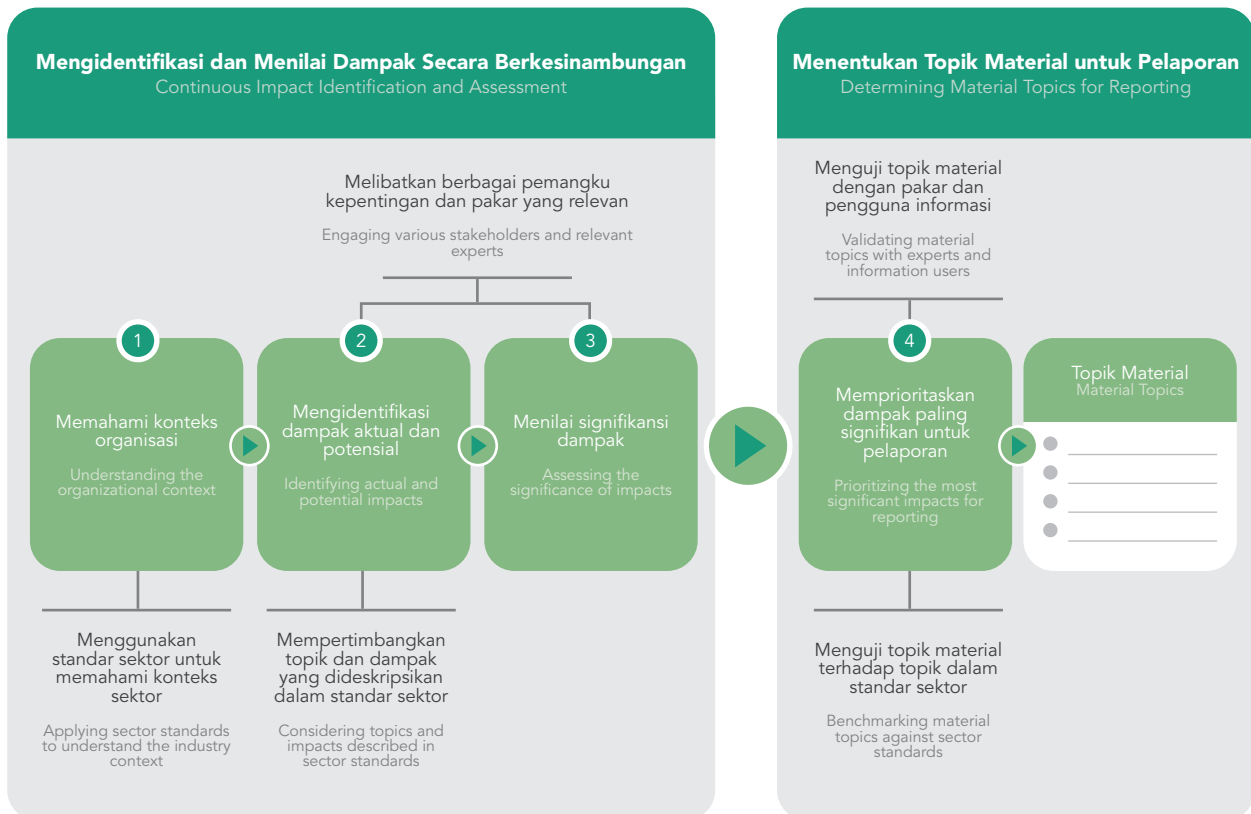 Mengidentifikasi dan Menilai Dampak Secara Berkesinambungan
Continuous Impact Identification and Assessment
Melibatkan berbagai pemangku
kepentingan dan pakar yang relevan
Engaging various stakeholders and relevant
experts
1
Memahami konteks
organisasi
Understanding the
organizational context
2
Mengidentifikasi
dampak aktual dan
potensial
Identifying actual and
potential impacts
3
Menilai signifikansi
dampak
Assessing the
significance of impacts
Menggunakan
standar sektor untuk
memahami konteks
sektor
Applying sector standards
to understand the industry
context
Mempertimbangkan
topik dan dampak
yang dideskripsikan
dalam standar sektor
Considering topics and
impacts described in
sector standards
Menentukan Topik Material untuk Pelaporan
Determining Material Topics for Reporting
Menguji topik material
dengan pakar dan
pengguna informasi
Validating material
topics with experts and
information users
4
Memprioritaskan
dampak paling
signifikan untuk
pelaporan
Prioritizing the most
significant impacts for
reporting
Topik Material
Material Topics
Menguji topik material
terhadap topik dalam
standar sektor
Benchmarking material
topics against sector
standards